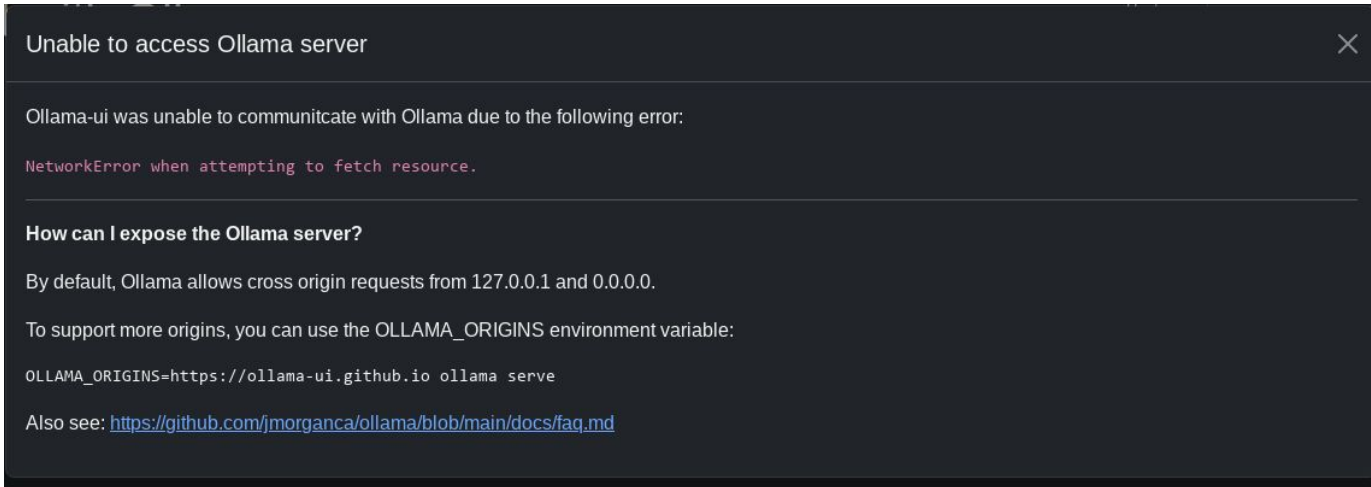 Unable to access Ollama server
Ollama-ui was unable to communitcate with Ollama due to the following error:
NetworkError when attempting to fetch resource.
How can I expose the Ollama server?
By default, Ollama allows cross origin requests from 127.0.0.1 and 0.0.0.0.
To support more origins, you can use the OLLAMA_ORIGINS environment variable:
OLLAMA_ORIGINS=https://ollama-ui.github.io ollama serve
Also see: https://github.com/jmorganca/ollama/blob/main/docs/faq.md